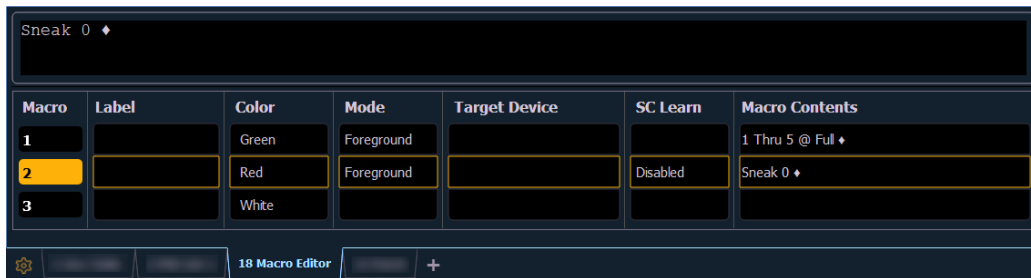 Sneak 0 ♦
Macro Label Color Mode Target Device SC Learn Macro Contents
1 Green Foreground 1 Thru 5 @ Full ♦
2 Red Foreground Disabled Sneak 0 ♦
3 White
18 Macro Editor +